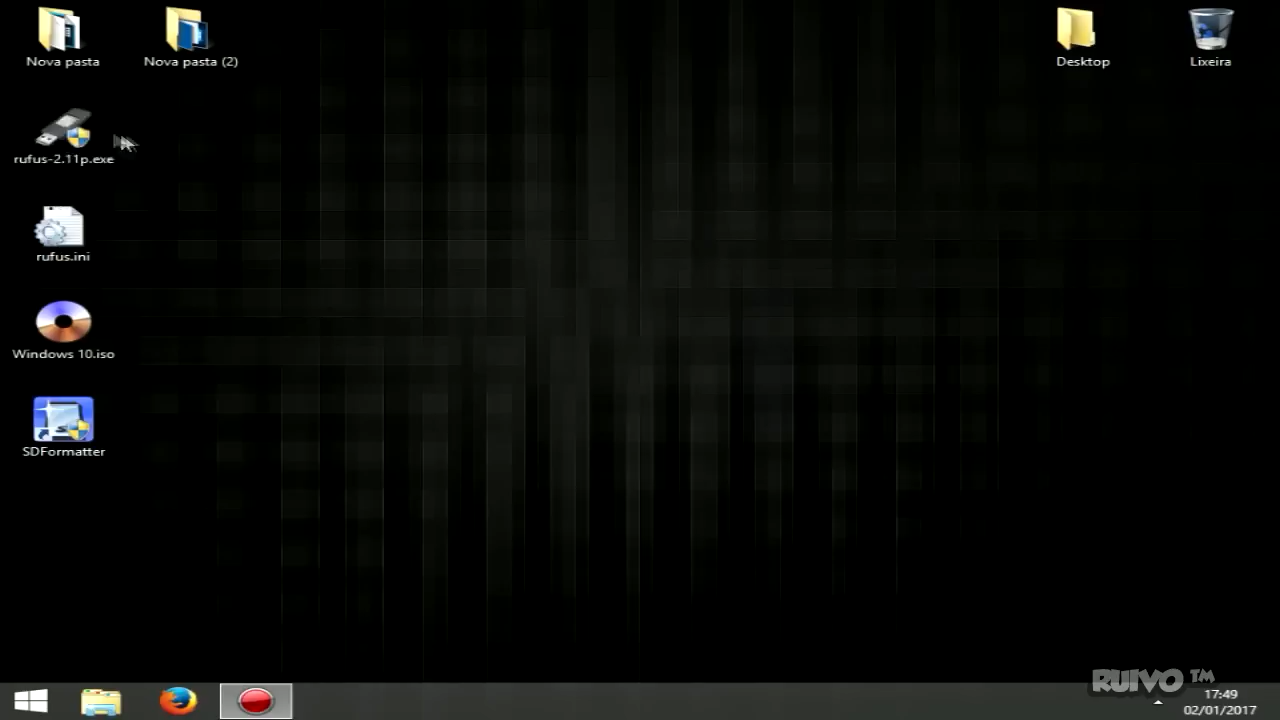 Nova pasta
Nova pasta (2)
Desktop
Lixeira
rufus-2.11p.exe
rufus.ini
Windows 10.iso
SDFormatter
RUIVO ™
17:49
02/01/2017